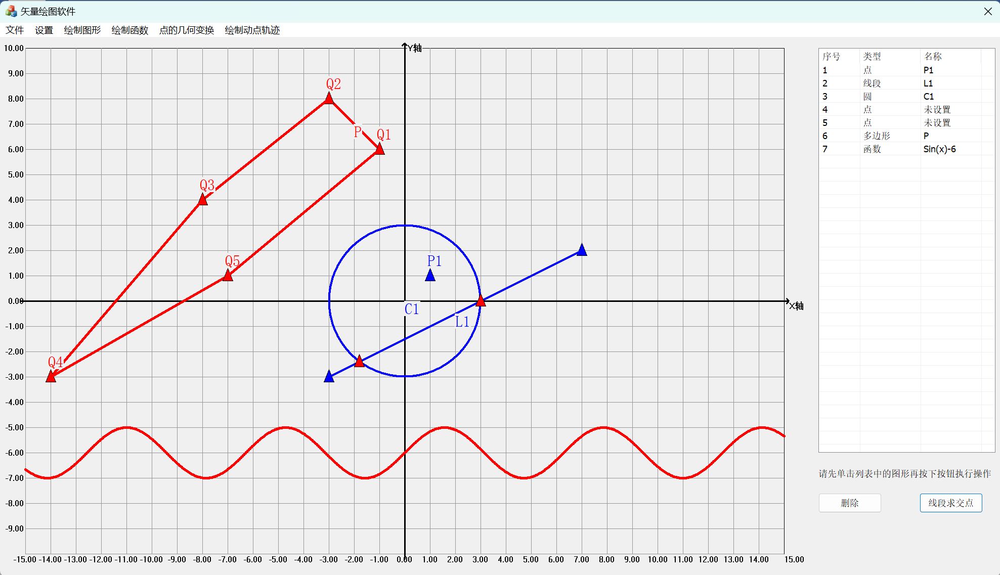 矢量绘图软件
文件 设置 绘制图形 绘制函数 点的几何变换 绘制动点轨迹
10.00
Y轴
9.00
Q2
8.00
7.00
P
Q1
6.00
5.00
Q3
4.00
3.00
2.00
Q5
P1
1.00
0.00
X轴
C1
L1
-1.00
-2.00
Q4
-3.00
-4.00
-5.00
-6.00
-7.00
-8.00
-9.00
-15.00 -14.00 -13.00 -12.00 -11.00 -10.00 -9.00 -8.00 -7.00 -6.00 -5.00 -4.00 -3.00 -2.00 -1.00 0.00 1.00 2.00 3.00 4.00 5.00 6.00 7.00 8.00 9.00 10.00 11.00 12.00 13.00 14.00 15.00
序号 类型 名称
1 点 P1
2 线段 L1
3 圆 C1
4 点 未设置
5 点 未设置
6 多边形 P
7 函数 Sin(x)-6
请先单击列表中的图形再按下按钮执行操作
删除 线段求交点